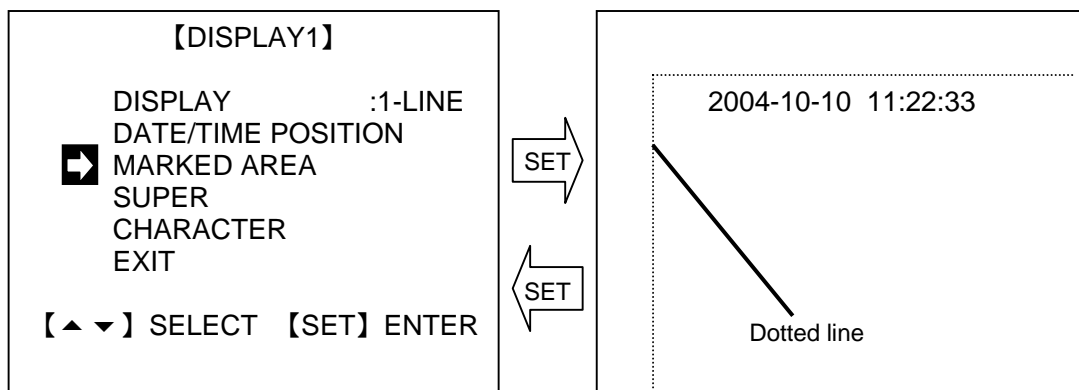 【DISPLAY1】
DISPLAY :1-LINE
DATE/TIME POSITION
MARKED AREA
SUPER
CHARACTER
EXIT
【▲ ▼】SELECT 【SET】ENTER
SET
SET
2004-10-10 11:22:33
Dotted line